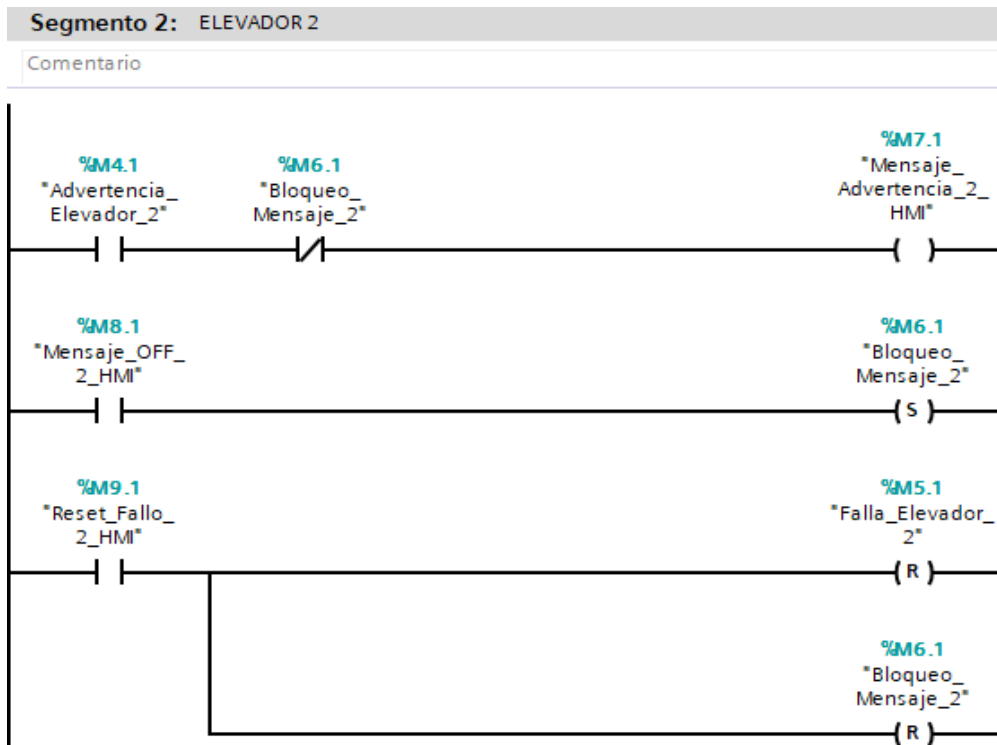 Segmento 2: ELEVADOR 2
Comentario
%M4.1
"Advertencia_
Elevador_2"
%M6.1
"Bloqueo_
Mensaje_2"
%M7.1
"Mensaje_
Advertencia_2_
HMI"
%M8.1
"Mensaje_OFF_
2_HMI"
%M6.1
"Bloqueo_
Mensaje_2"
S
%M9.1
"Reset_Fallo_
2_HMI"
%M5.1
"Falla_Elevador_
2"
R
%M6.1
"Bloqueo_
Mensaje_2"
R